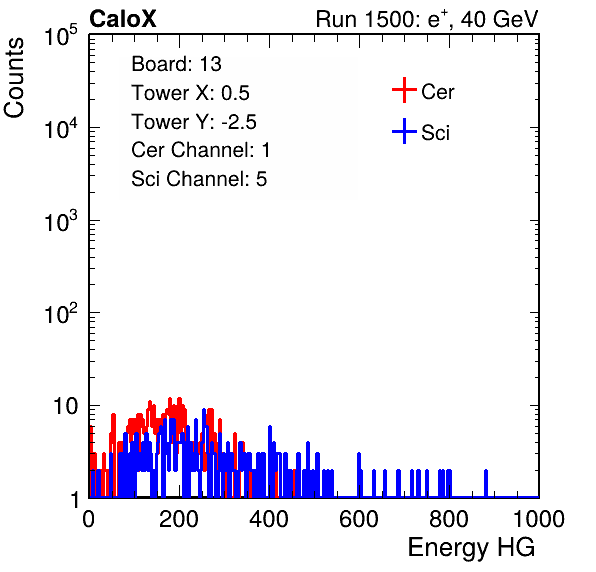 CaloX Run 1500: e+, 40 GeV
Counts
Board: 13
Tower X: 0.5
Tower Y: -2.5
Cer Channel: 1
Sci Channel: 5
Cer
Sci
10^5
10^4
10^3
10^2
10
1
0 200 400 600 800 1000
Energy HG